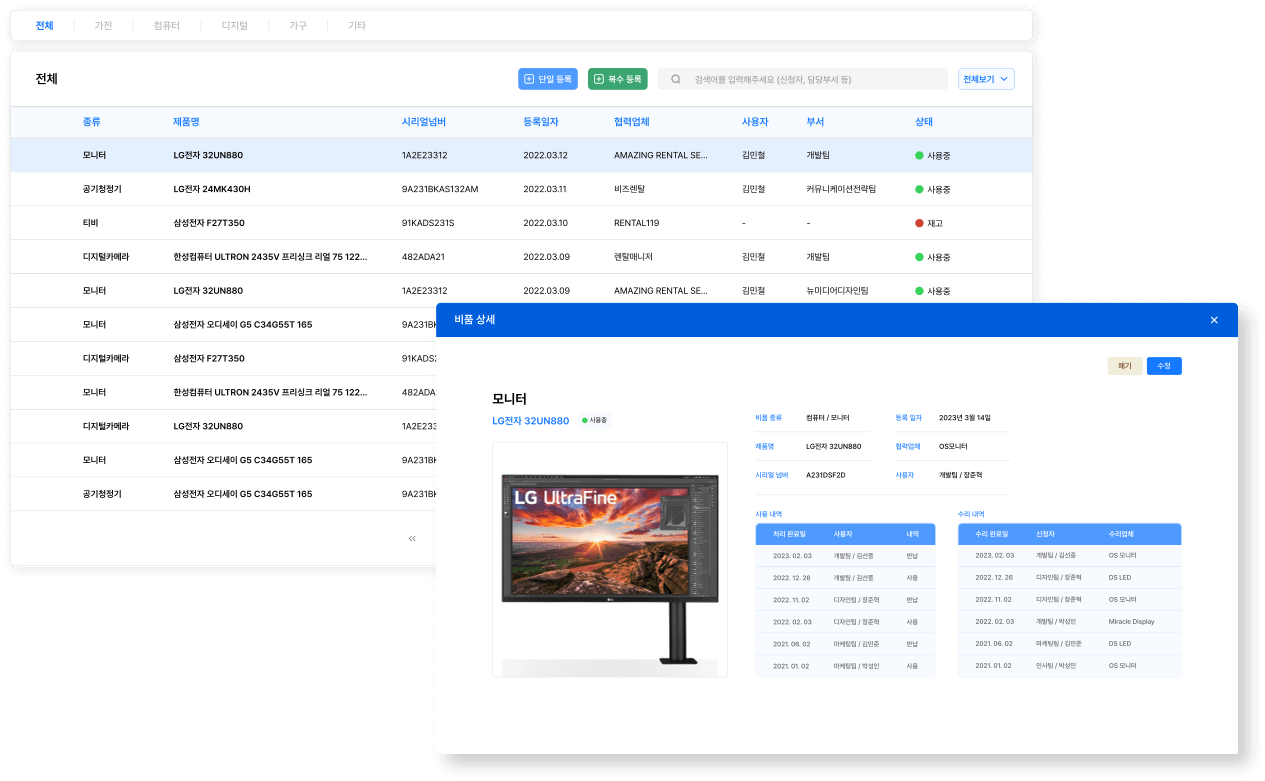 전체 가전 컴퓨터 디지털 가구 기타
전체 단일 등록 복수 등록 검색어를 입력해주세요 (신청자, 담당부서 등) 전체보기
종류 제품명 시리얼넘버 등록일자 협력업체 사용자 부서 상태
모니터 LG전자 32UN880 1A2E23312 2022.03.12 AMAZING RENTAL SE... 김민철 개발팀 사용중
공기청정기 LG전자 24MK430H 9A231BKAS132AM 2022.03.11 비즈렌탈 김민철 커뮤니케이션전략팀 사용중
티비 삼성전자 F27T350 91KADS231S 2022.03.10 RENTAL119 - - 재고
디지털카메라 한성컴퓨터 ULTRON 2435V 프리싱크 리얼 75 122... 482ADA21 2022.03.09 렌탈매니저 김민철 개발팀 사용중
모니터 LG전자 32UN880 1A2E23312 2022.03.09 AMAZING RENTAL SE... 김민철 뉴미디어디자인팀 사용중
모니터 삼성전자 오디세이 G5 C34G55T 165 9A231BK
디지털카메라 삼성전자 F27T350 91KADS2
모니터 한성컴퓨터 ULTRON 2435V 프리싱크 리얼 75 122... 482ADA
디지털카메라 LG전자 32UN880 1A2E233
모니터 삼성전자 오디세이 G5 C34G55T 165 9A231BK
공기청정기 삼성전자 오디세이 G5 C34G55T 165 9A231BK
«
비품 상세
폐기 수정
모니터
LG전자 32UN880 사용중
LG UltraFine
비품 종류 컴퓨터 / 모니터 등록 일자 2023년 3월 14일
제품명 LG전자 32UN880 협력업체 OS모니터
시리얼 넘버 A231DSF2D 사용자 개발팀 / 장준혁
사용 내역
처리 완료일 사용자 내역
2023. 02. 03 개발팀 / 김선중 반납
2022. 12. 26 개발팀 / 김선중 사용
2022. 11. 02 디자인팀 / 장준혁 반납
2022. 02. 03 디자인팀 / 장준혁 사용
2021. 06. 02 마케팅팀 / 김민준 반납
2021. 01. 02 마케팅팀 / 박성인 사용
수리 내역
수리 완료일 신청자 수리업체
2023. 02. 03 개발팀 / 김선중 OS 모니터
2022. 12. 26 디자인팀 / 장준혁 DS LED
2022. 11. 02 디자인팀 / 장준혁 OS 모니터
2022. 02. 03 개발팀 / 박상인 Miracle Display
2021. 06. 02 마케팅팀 / 김민준 DS LED
2021. 01. 02 인사팀 / 박상인 OS 모니터